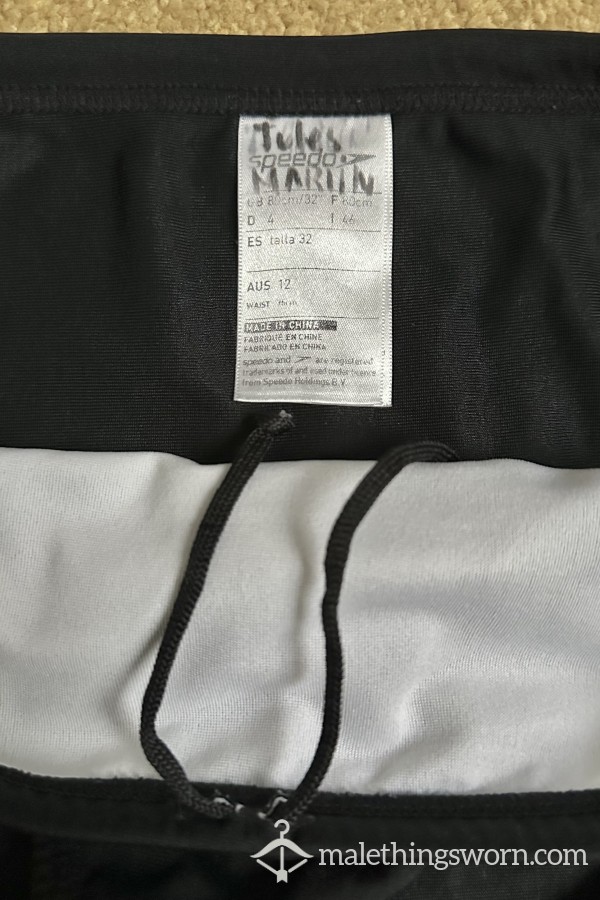 Jules
speedo
MARTIN
GB 80cm/32" F 80cm
D 4 I 46
ES talla 32
AUS 12
WAIST
MADE IN CHINA
FABRIQUÉ EN CHINE
FABRICADO EN CHINA
speedo and are registered
trademarks of and used under licence
from Speedo Holdings B.V.
malethingsworn.com